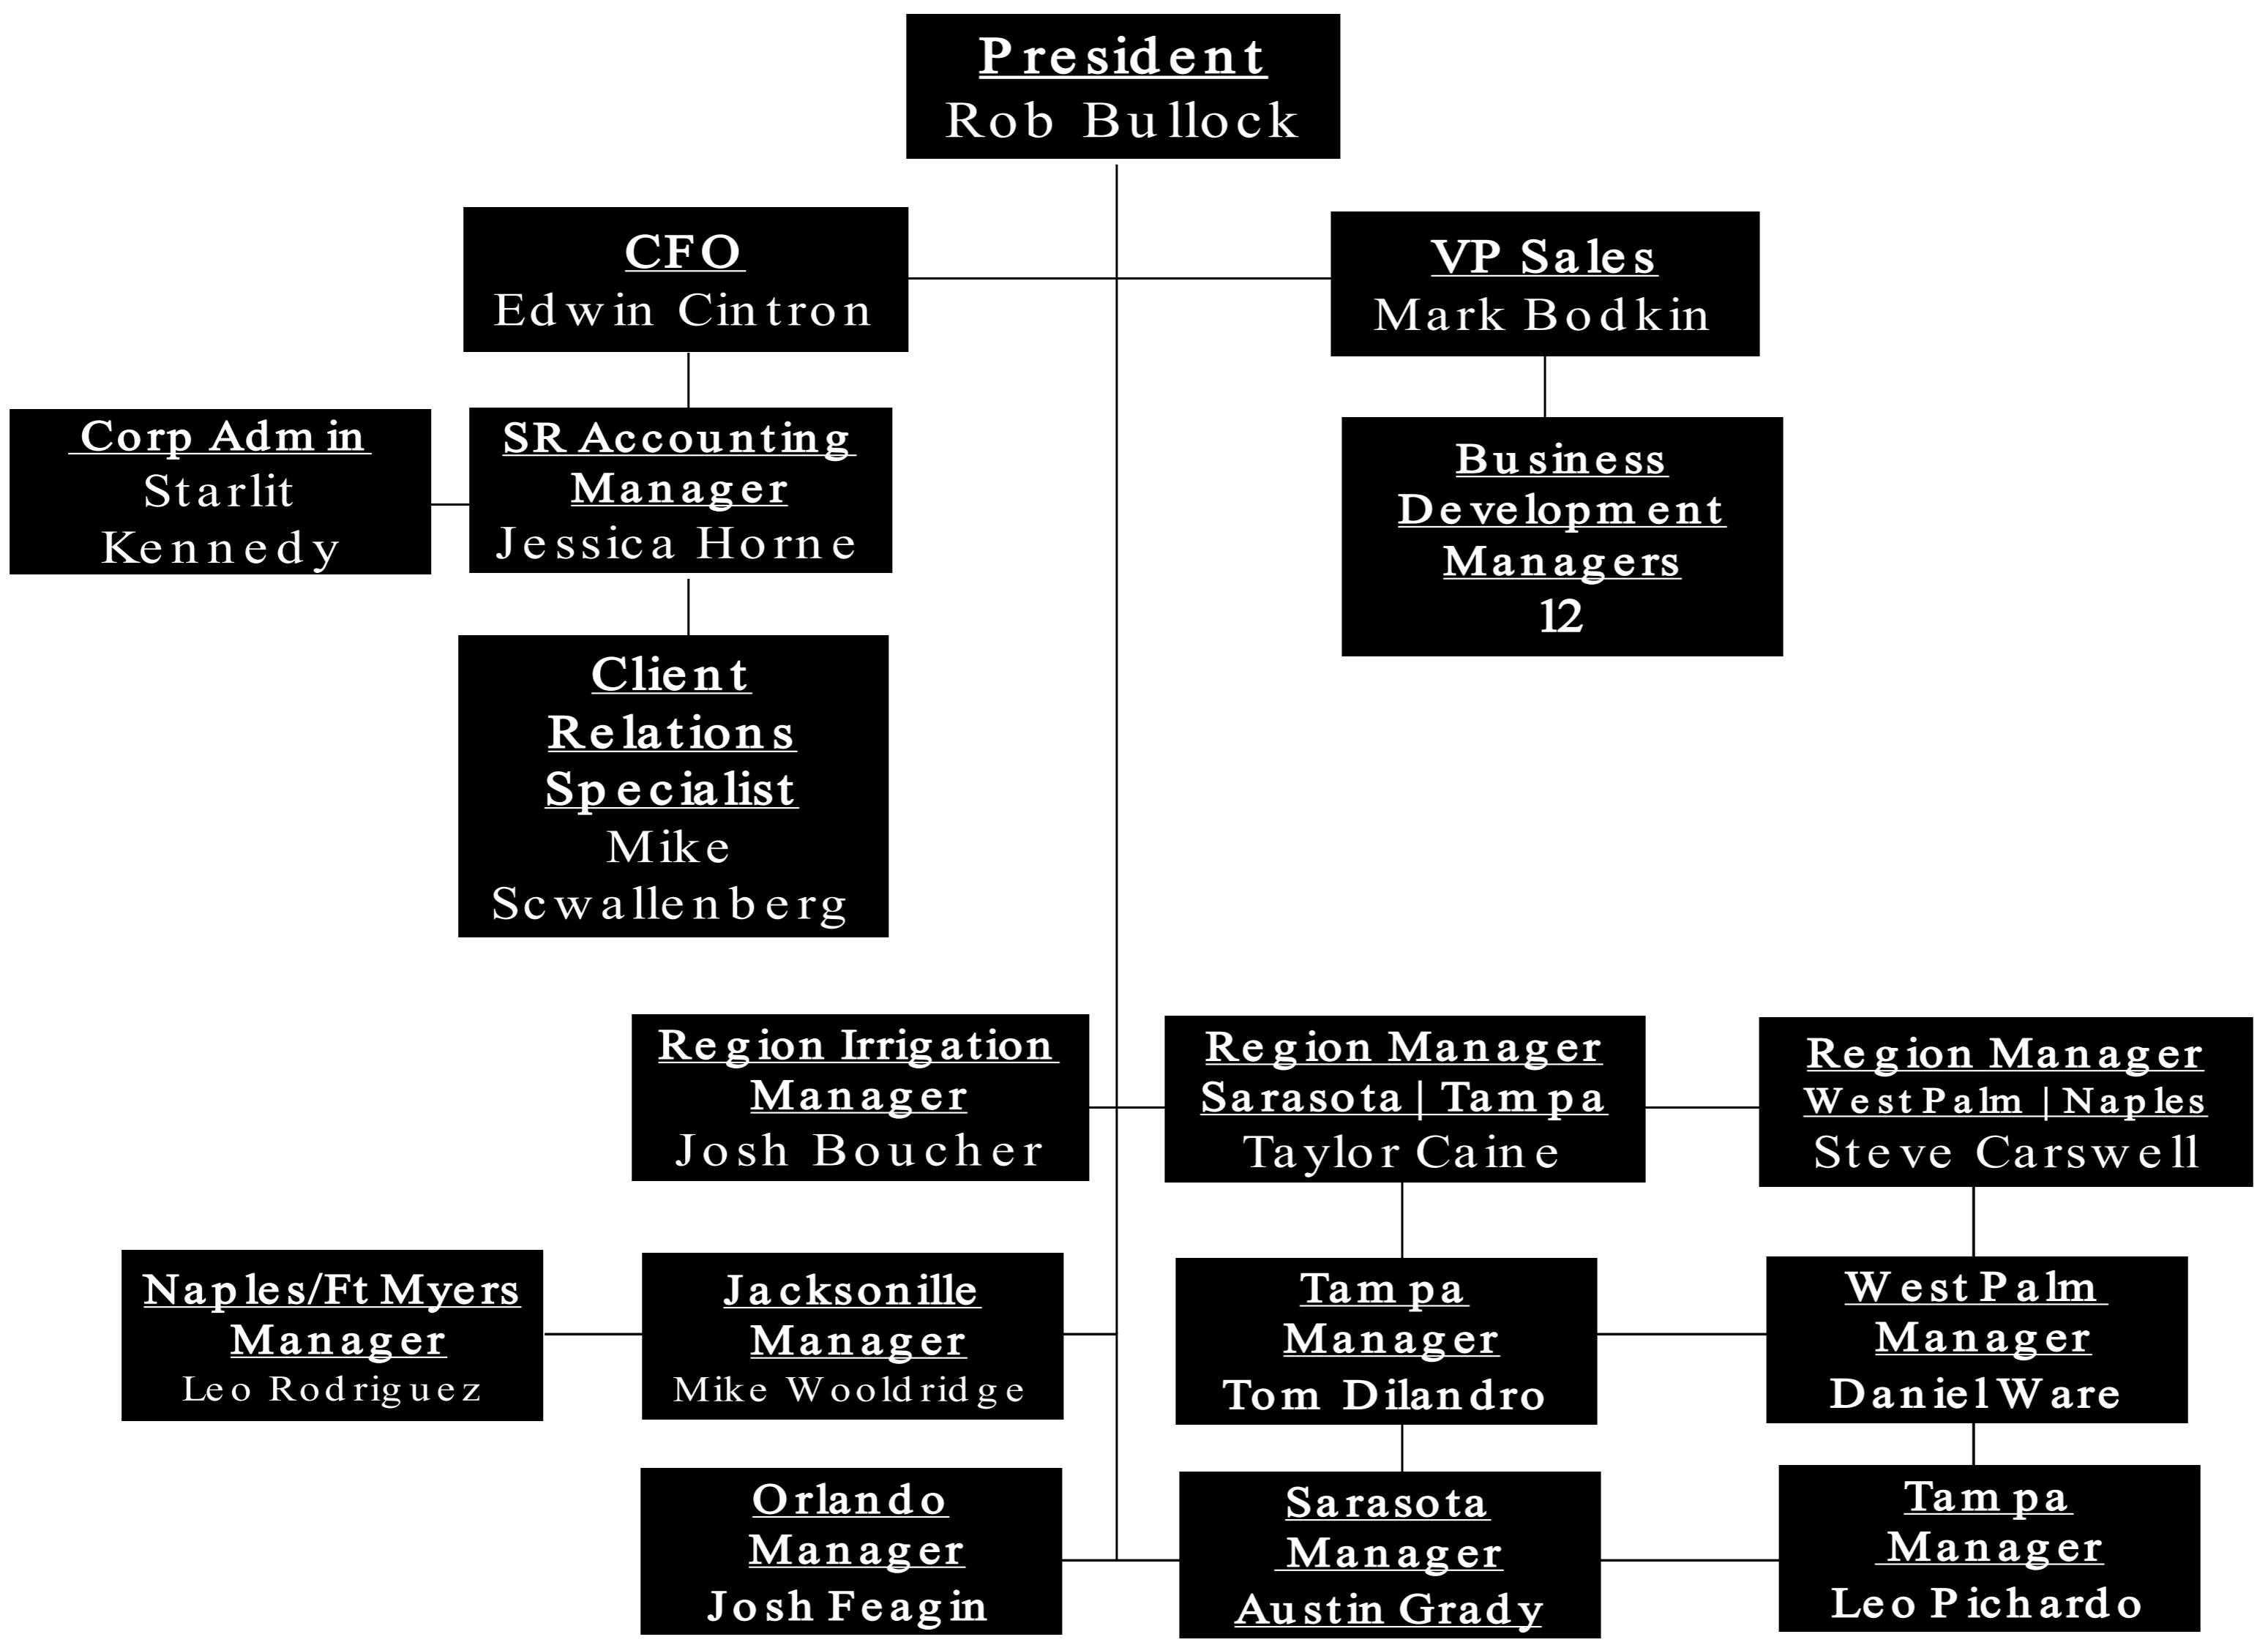 President
Rob Bullock
CFO
Edwin Cintron
VP Sales
Mark Bodkin
Corp Admin
Starlit
Kennedy
SR Accounting
Manager
Jessica Horne
Business
Development
Managers
12
Client
Relations
Specialist
Mike
Scwallenberg
Region Irrigation
Manager
Josh Boucher
Region Manager
Sarasota | Tampa
Taylor Caine
Region Manager
West Palm | Naples
Steve Carswell
Naples/Ft Myers
Manager
Leo Rodriguez
Jacksonille
Manager
Mike Wooldridge
Tampa
Manager
Tom Dilandro
West Palm
Manager
Daniel Ware
Orlando
Manager
Josh Feagin
Sarasota
Manager
Austin Grady
Tampa
Manager
Leo Pichardo